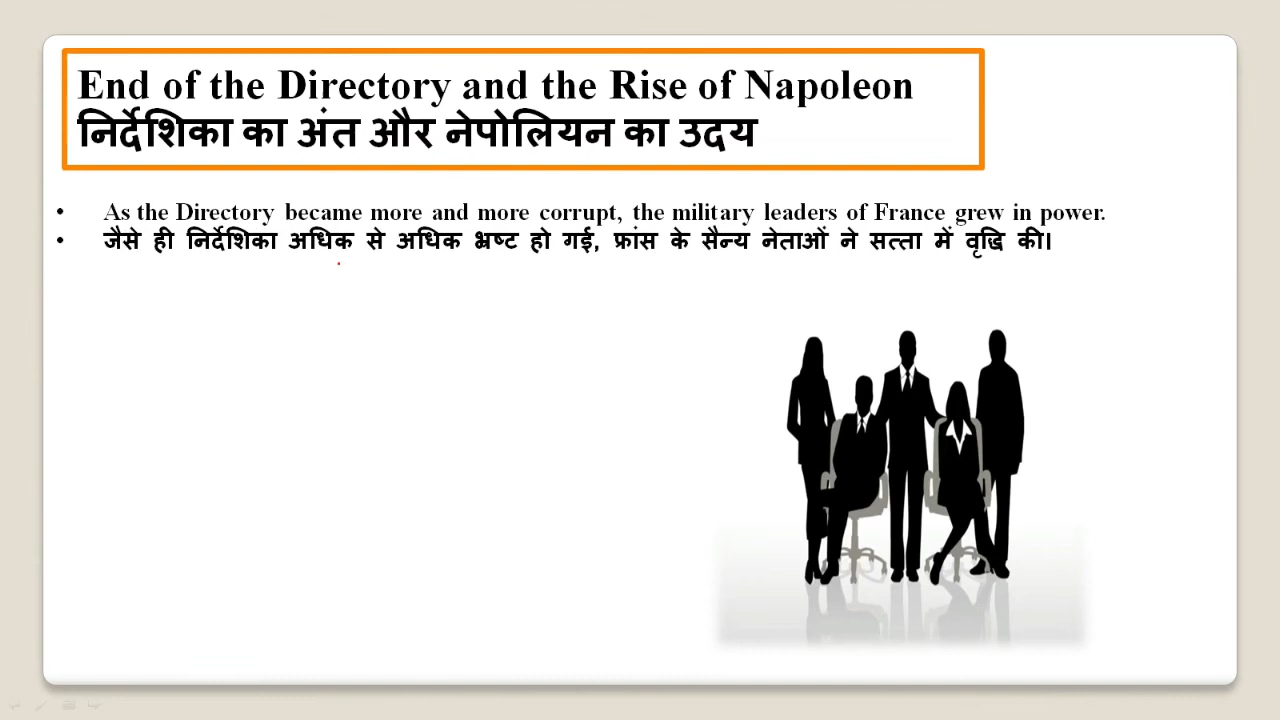 End of the Directory and the Rise of Napoleon
निर्देशिका का अंत और नेपोलियन का उदय
• As the Directory became more and more corrupt, the military leaders of France grew in power.
• जैसे ही निर्देशिका अधिक से अधिक भ्रष्ट हो गई, फ्रांस के सैन्य नेताओं ने सत्ता में वृद्धि की।